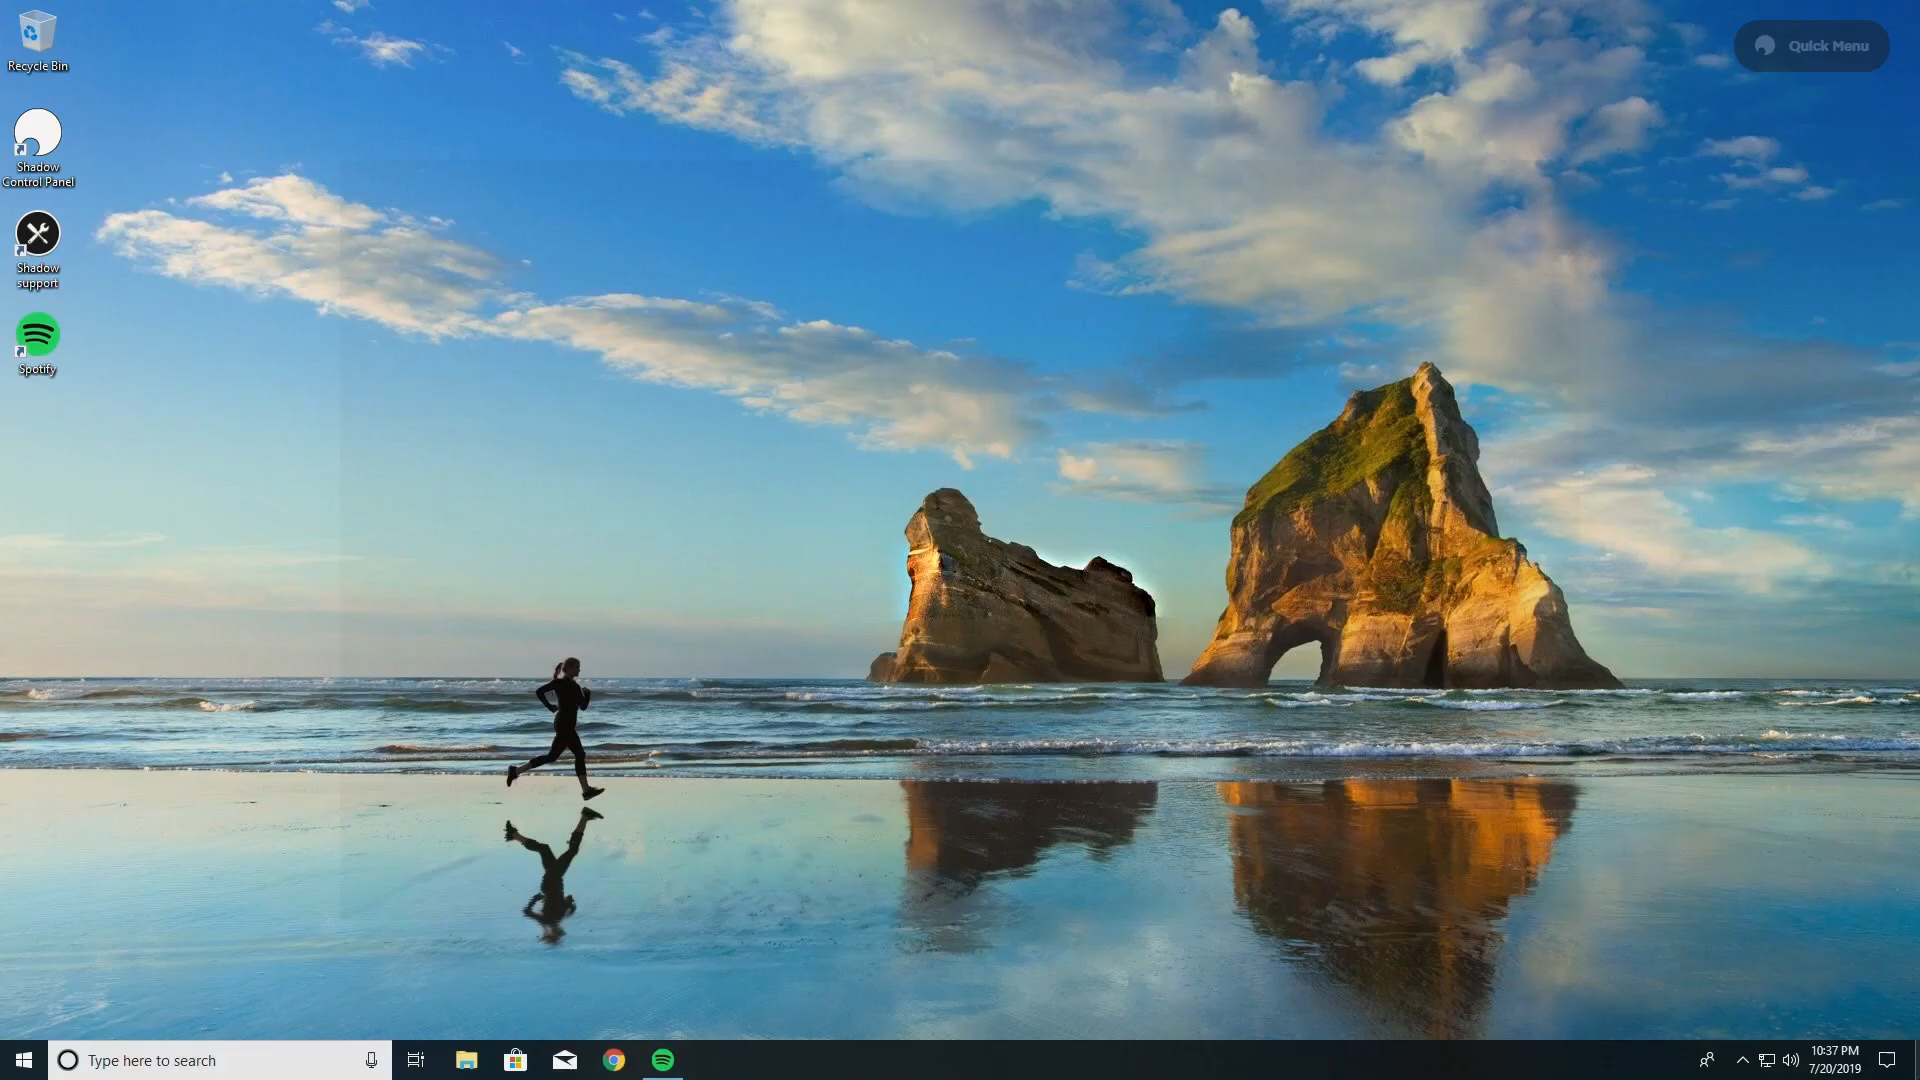 Recycle Bin
Quick Menu
Shadow
Control Panel
Shadow
support
Spotify
Type here to search
10:37 PM
7/20/2019